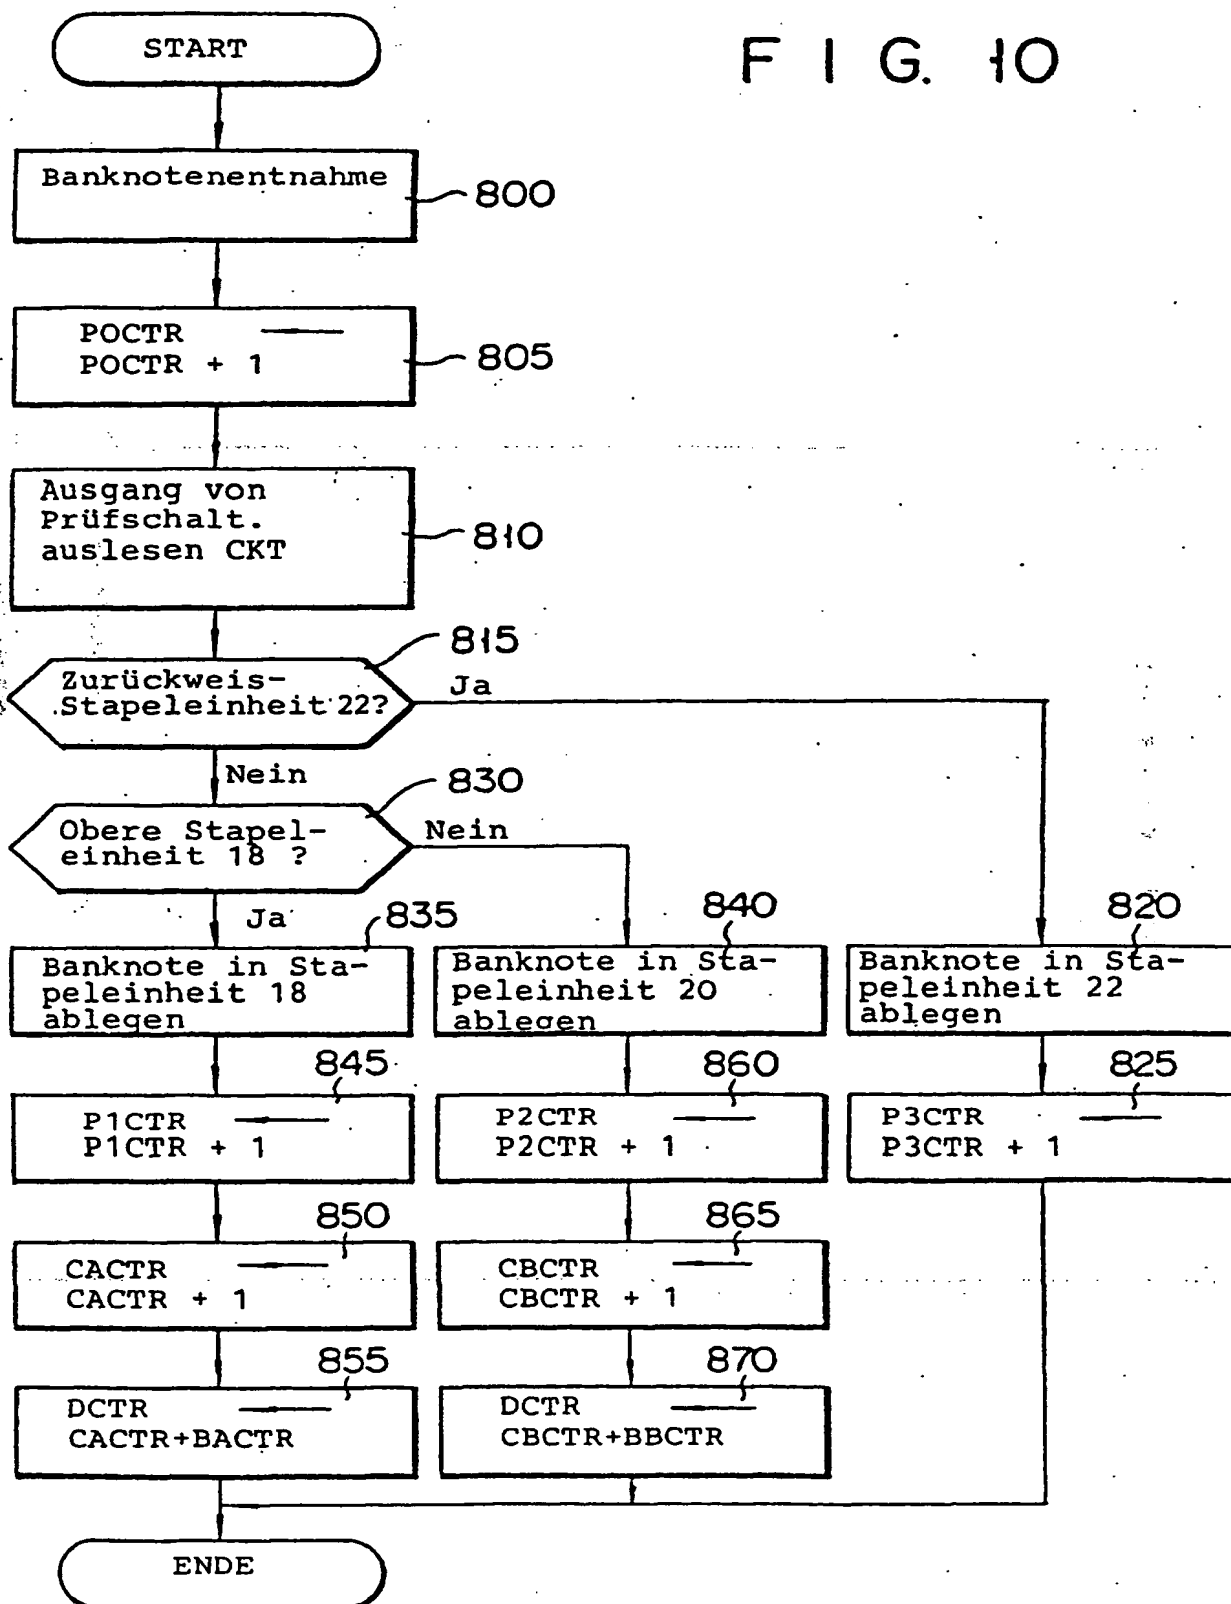 F I G. 10
START
Banknotenentnahme
800
POCTR ←
POCTR + 1
805
Ausgang von
Prüfschalt.
auslesen CKT
810
815
Zurückweis-
Stapeleinheit 22?
Ja
Nein
830
Obere Stapel-
einheit 18 ?
Nein
Ja
835
Banknote in Sta-
peleinheit 18
ablegen
840
Banknote in Sta-
peleinheit 20
ablegen
820
Banknote in Sta-
peleinheit 22
ablegen
845
P1CTR ←
P1CTR + 1
860
P2CTR ←
P2CTR + 1
825
P3CTR ←
P3CTR + 1
850
CACTR ←
CACTR + 1
865
CBCTR ←
CBCTR + 1
855
DCTR ←
CACTR+BACTR
870
DCTR ←
CBCTR+BBCTR
ENDE